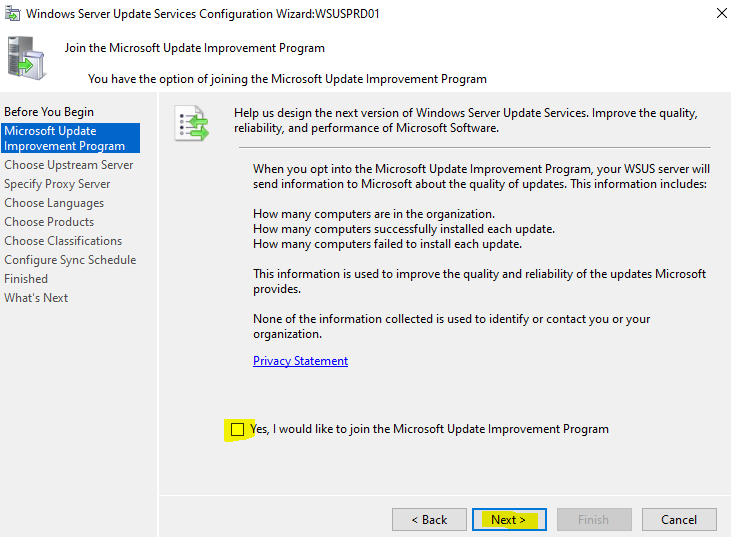 Windows Server Update Services Configuration Wizard:WSUSPRD01
Join the Microsoft Update Improvement Program
You have the option of joining the Microsoft Update Improvement Program
Before You Begin
Microsoft Update
Improvement Program
Choose Upstream Server
Specify Proxy Server
Choose Languages
Choose Products
Choose Classifications
Configure Sync Schedule
Finished
What's Next
Help us design the next version of Windows Server Update Services. Improve the quality,
reliability, and performance of Microsoft Software.
When you opt into the Microsoft Update Improvement Program, your WSUS server will
send information to Microsoft about the quality of updates. This information includes:
How many computers are in the organization.
How many computers successfully installed each update.
How many computers failed to install each update.
This information is used to improve the quality and reliability of the updates Microsoft
provides.
None of the information collected is used to identify or contact you or your
organization.
Privacy Statement
Yes, I would like to join the Microsoft Update Improvement Program
< Back
Next >
Finish
Cancel